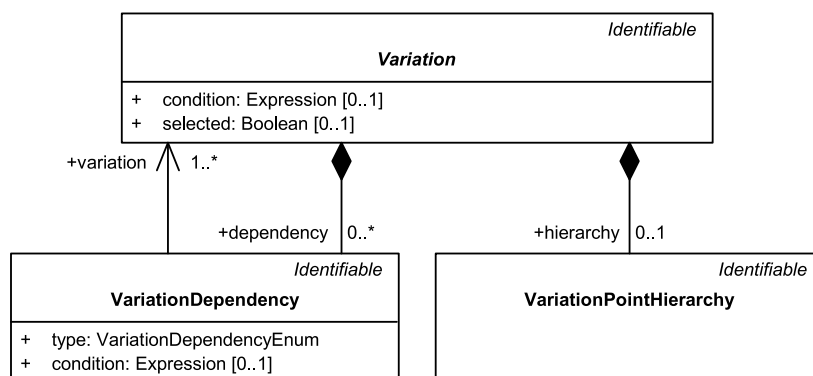 Identifiable
Variation
+ condition: Expression [0..1]
+ selected: Boolean [0..1]
+variation 1..*
+dependency 0..*
+hierarchy 0..1
Identifiable
VariationDependency
+ type: VariationDependencyEnum
+ condition: Expression [0..1]
Identifiable
VariationPointHierarchy